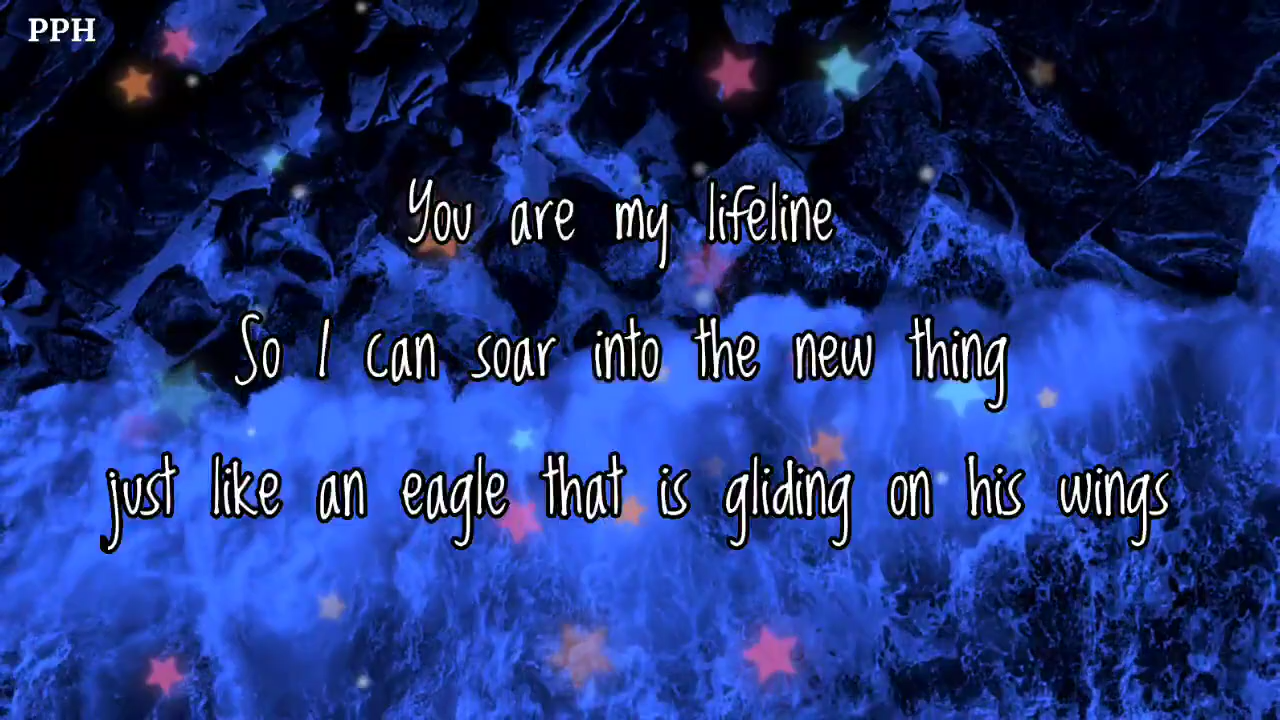 PPH
You are my lifeline
So I can soar into the new thing
just like an eagle that is gliding on his wings